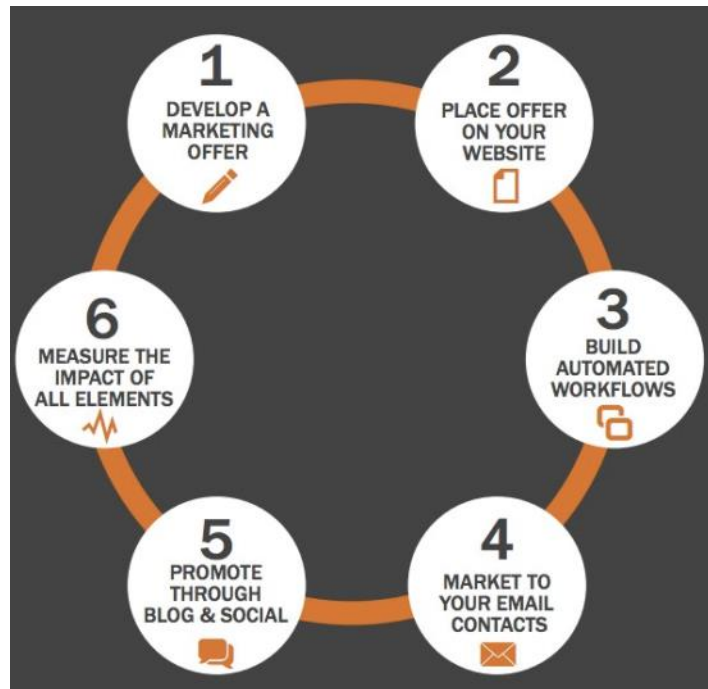 1
DEVELOP A
MARKETING
OFFER
2
PLACE OFFER
ON YOUR
WEBSITE
3
BUILD
AUTOMATED
WORKFLOWS
4
MARKET TO
YOUR EMAIL
CONTACTS
5
PROMOTE
THROUGH
BLOG & SOCIAL
6
MEASURE THE
IMPACT OF
ALL ELEMENTS